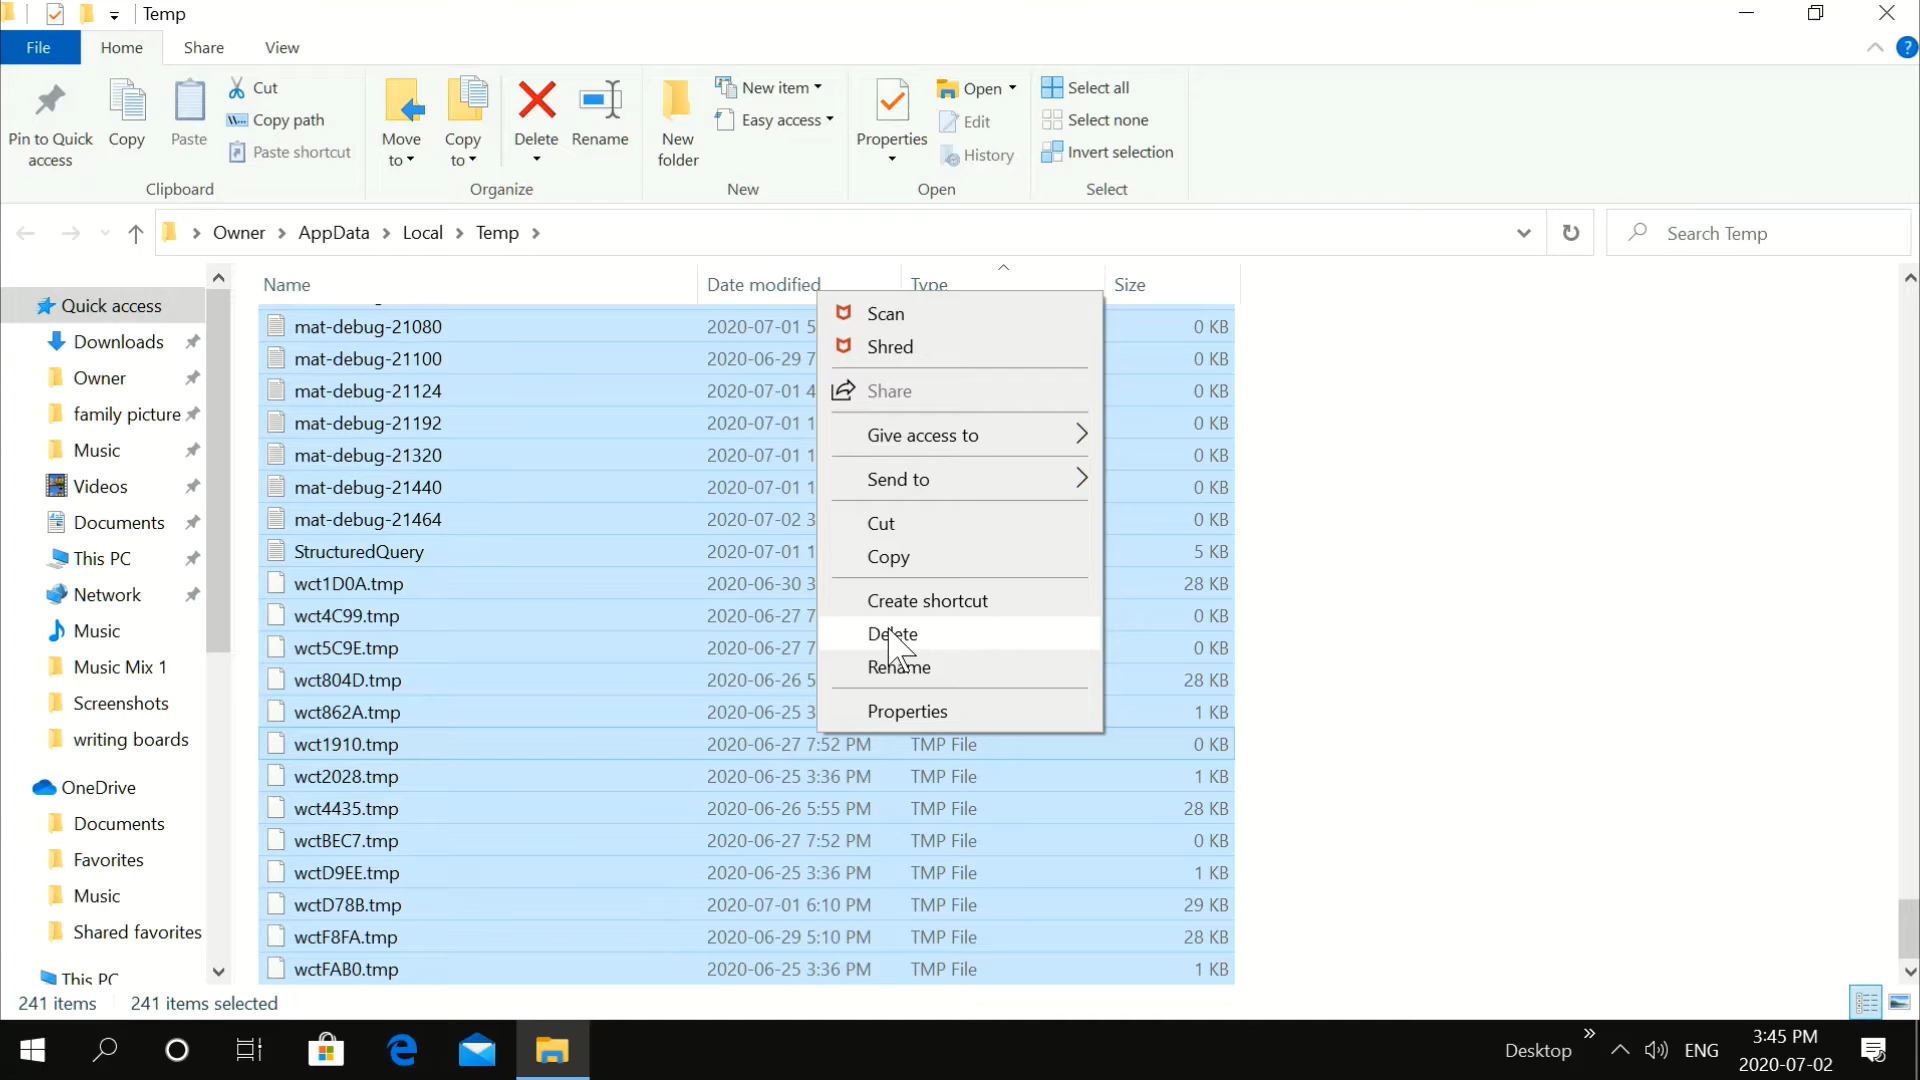 Temp
File Home Share View
Pin to Quick access
Copy
Paste
Cut
Copy path
Paste shortcut
Clipboard
Move to
Copy to
Delete
Rename
Organize
New folder
New item
Easy access
New
Properties
Open
Edit
History
Open
Select all
Select none
Invert selection
Select
Owner > AppData > Local > Temp >
Search Temp
Quick access
Downloads
Owner
family picture
Music
Videos
Documents
This PC
Network
Music
Music Mix 1
Screenshots
writing boards
OneDrive
Documents
Favorites
Music
Shared favorites
This PC
Name Date modified Type Size
mat-debug-21080 2020-07-01 5 0 KB
mat-debug-21100 2020-06-29 7 0 KB
mat-debug-21124 2020-07-01 4 0 KB
mat-debug-21192 2020-07-01 1 0 KB
mat-debug-21320 2020-07-01 1 0 KB
mat-debug-21440 2020-07-01 1 0 KB
mat-debug-21464 2020-07-02 3 0 KB
StructuredQuery 2020-07-01 1 5 KB
wct1D0A.tmp 2020-06-30 3 28 KB
wct4C99.tmp 2020-06-27 7 0 KB
wct5C9E.tmp 2020-06-27 7 0 KB
wct804D.tmp 2020-06-26 5 28 KB
wct862A.tmp 2020-06-25 3 1 KB
wct1910.tmp 2020-06-27 7:52 PM TMP File 0 KB
wct2028.tmp 2020-06-25 3:36 PM TMP File 1 KB
wct4435.tmp 2020-06-26 5:55 PM TMP File 28 KB
wctBEC7.tmp 2020-06-27 7:52 PM TMP File 0 KB
wctD9EE.tmp 2020-06-25 3:36 PM TMP File 1 KB
wctD78B.tmp 2020-07-01 6:10 PM TMP File 29 KB
wctF8FA.tmp 2020-06-29 5:10 PM TMP File 28 KB
wctFAB0.tmp 2020-06-25 3:36 PM TMP File 1 KB
Scan
Shred
Share
Give access to
Send to
Cut
Copy
Create shortcut
Delete
Rename
Properties
241 items 241 items selected
Desktop
ENG
3:45 PM
2020-07-02